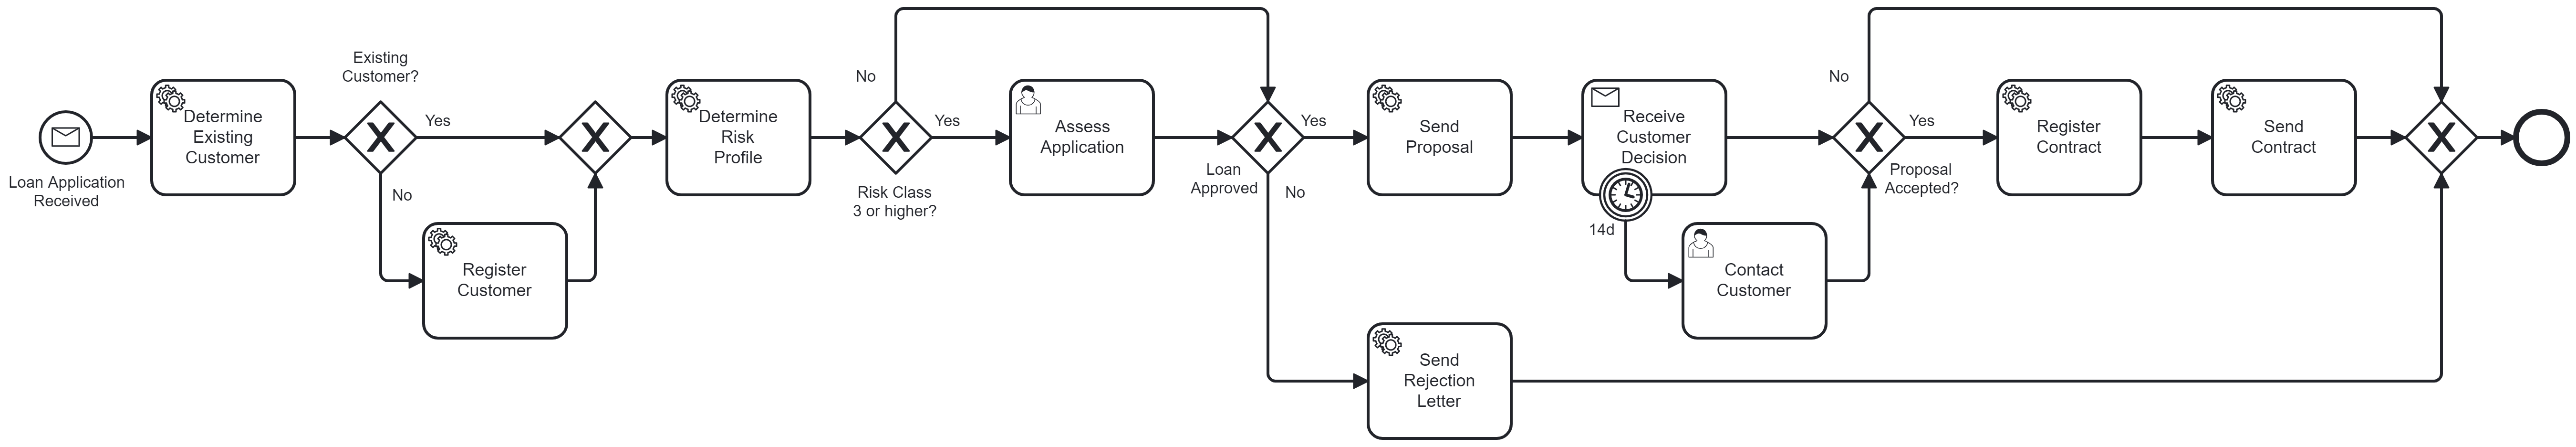 Loan Application
Received
Determine
Existing
Customer
Existing
Customer?
Yes
No
Register
Customer
Determine
Risk
Profile
No
Yes
Risk Class
3 or higher?
Assess
Application
Yes
Loan
Approved
No
Send
Proposal
Receive
Customer
Decision
14d
Contact
Customer
Send
Rejection
Letter
No
Yes
Proposal
Accepted?
Register
Contract
Send
Contract